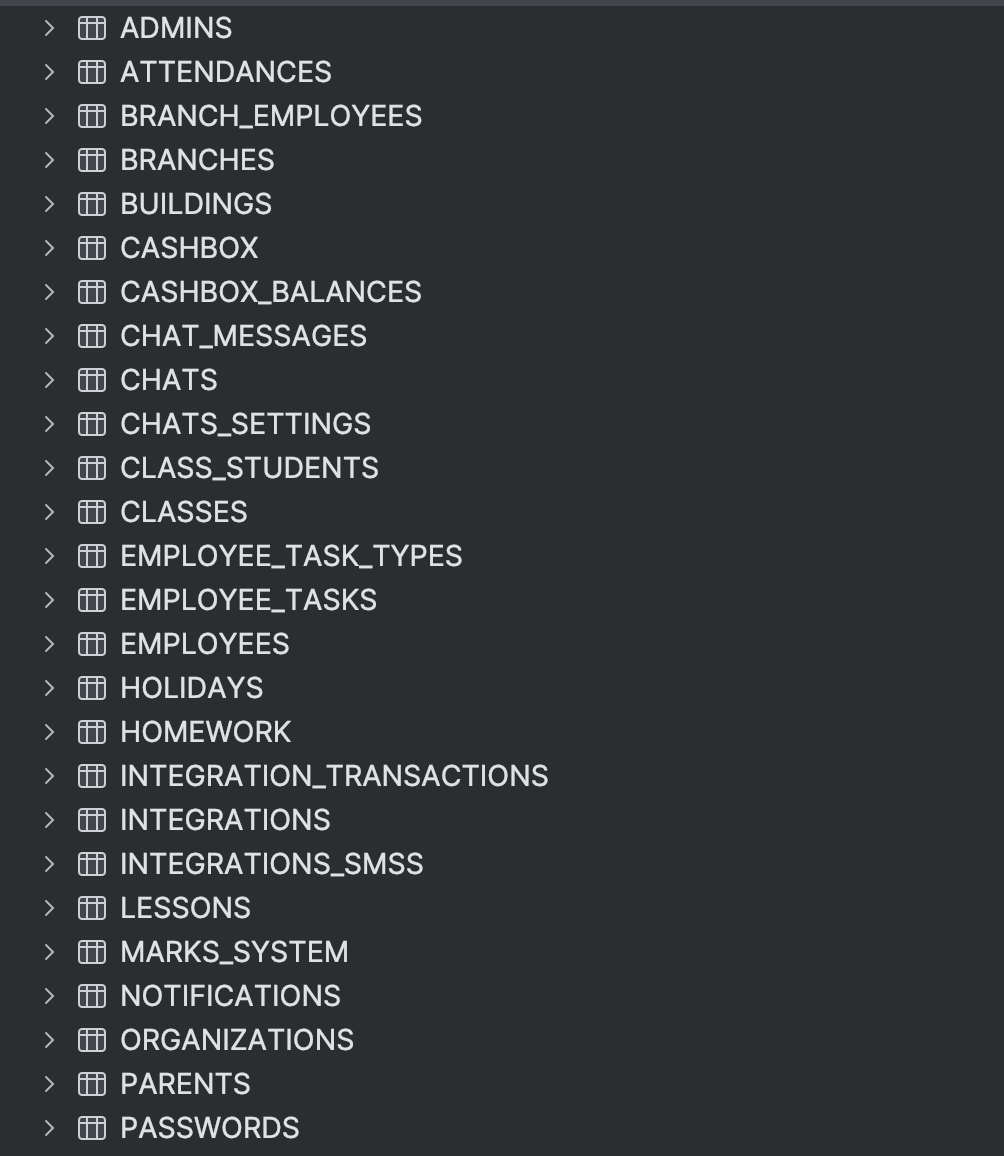 ADMINS
ATTENDANCES
BRANCH_EMPLOYEES
BRANCHES
BUILDINGS
CASHBOX
CASHBOX_BALANCES
CHAT_MESSAGES
CHATS
CHATS_SETTINGS
CLASS_STUDENTS
CLASSES
EMPLOYEE_TASK_TYPES
EMPLOYEE_TASKS
EMPLOYEES
HOLIDAYS
HOMEWORK
INTEGRATION_TRANSACTIONS
INTEGRATIONS
INTEGRATIONS_SMSS
LESSONS
MARKS_SYSTEM
NOTIFICATIONS
ORGANIZATIONS
PARENTS
PASSWORDS